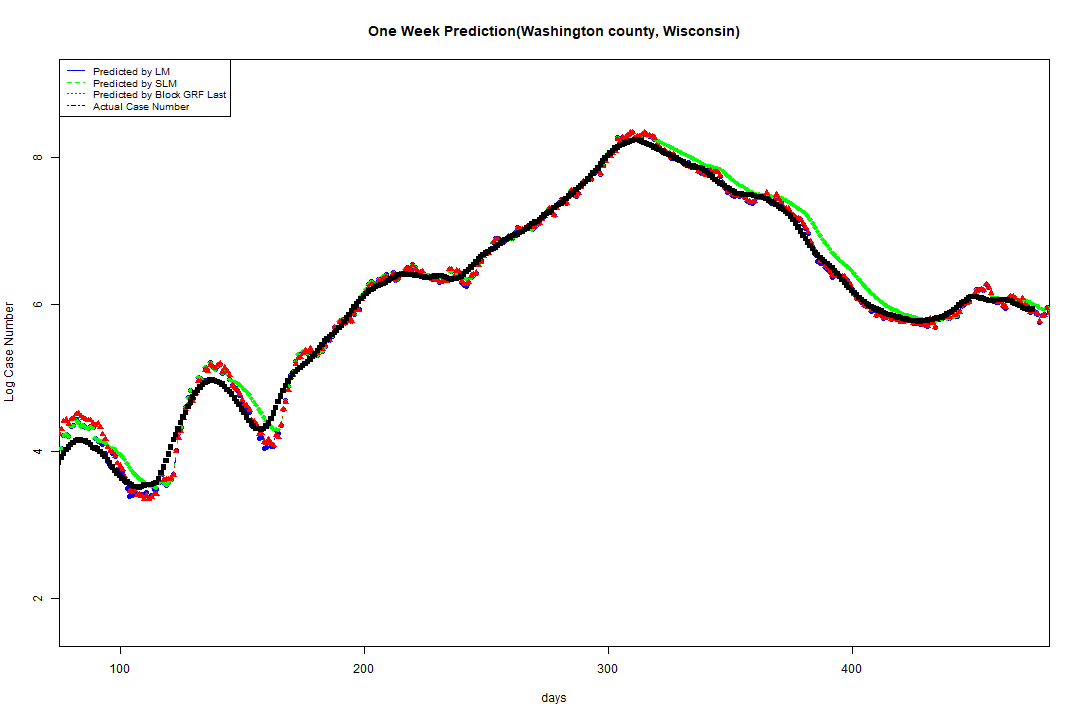 One Week Prediction(Washington county, Wisconsin)
Predicted by LM
Predicted by SLM
Predicted by Block GRF Last
Actual Case Number
Log Case Number
8
6
4
2
100 200 300 400
days